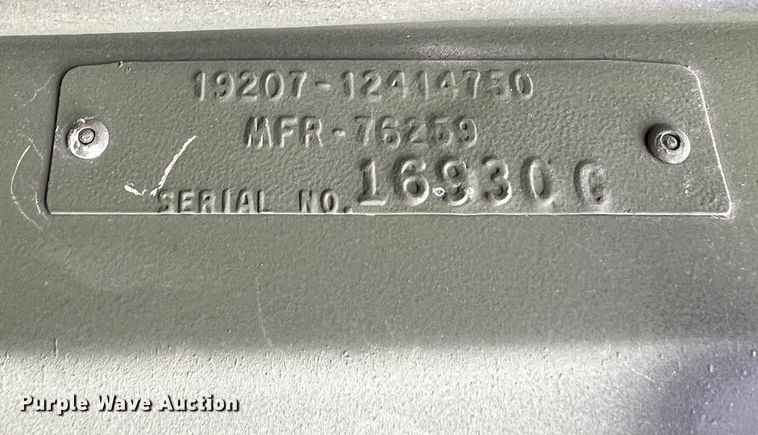 19207-12414750
MFR-76259
SERIAL NO. 16930 C
Purple Wave Auction